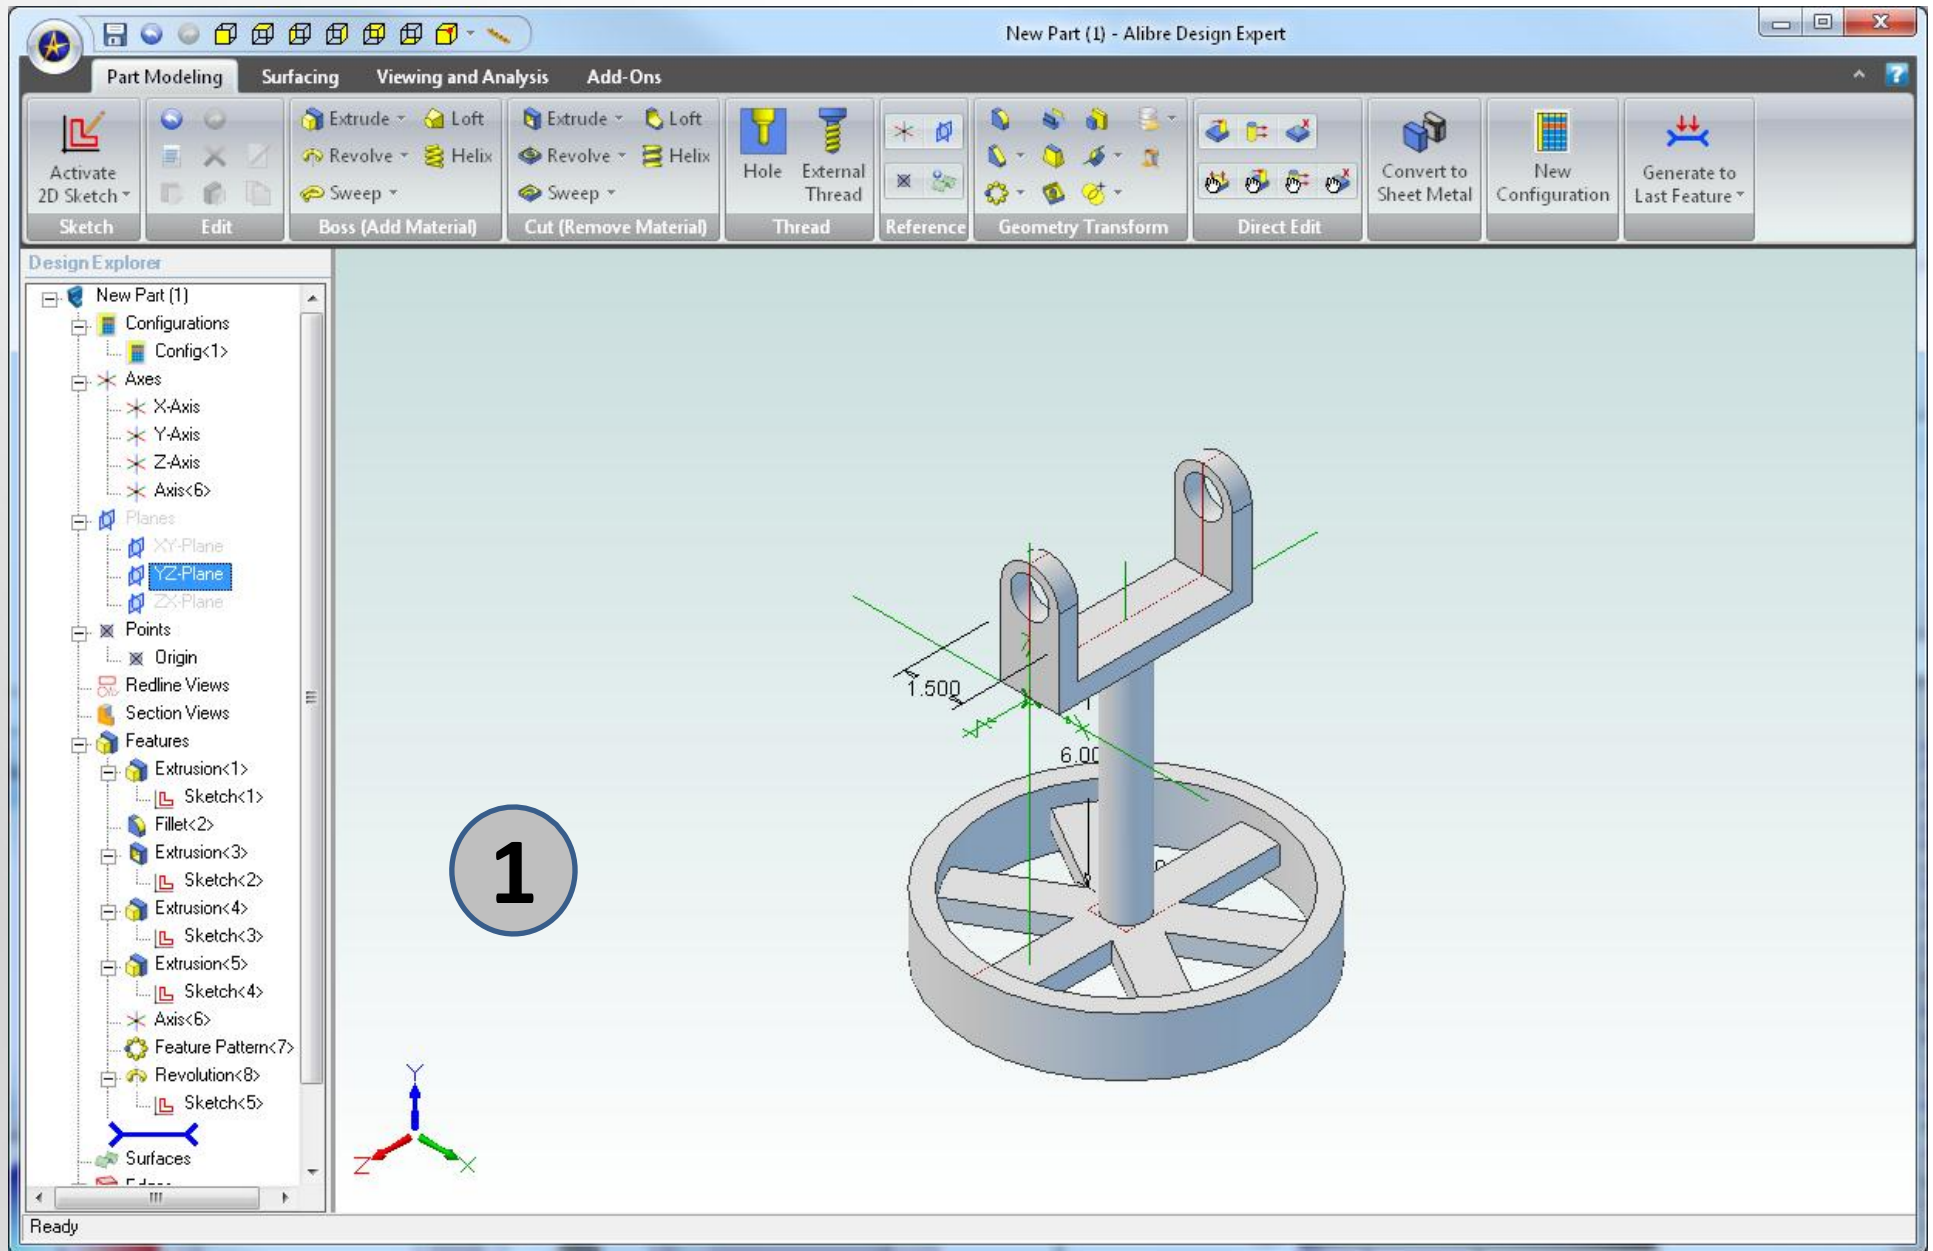 New Part (1) - Alibre Design Expert
Part Modeling Surfacing Viewing and Analysis Add-Ons
Activate
2D Sketch
Sketch
Edit
Extrude Loft
Revolve Helix
Sweep
Boss (Add Material)
Extrude Loft
Revolve Helix
Sweep
Cut (Remove Material)
Hole
External
Thread
Thread
Reference
Geometry Transform
Direct Edit
Convert to
Sheet Metal
New
Configuration
Generate to
Last Feature
Design Explorer
New Part (1)
Configurations
Config<1>
Axes
X-Axis
Y-Axis
Z-Axis
Axis<6>
Planes
XY-Plane
YZ-Plane
ZX-Plane
Points
Origin
Redline Views
Section Views
Features
Extrusion<1>
Sketch<1>
Fillet<2>
Extrusion<3>
Sketch<2>
Extrusion<4>
Sketch<3>
Extrusion<5>
Sketch<4>
Axis<6>
Feature Pattern<7>
Revolution<8>
Sketch<5>
Surfaces
1.500
6.00
1
Y
Z
X
Ready